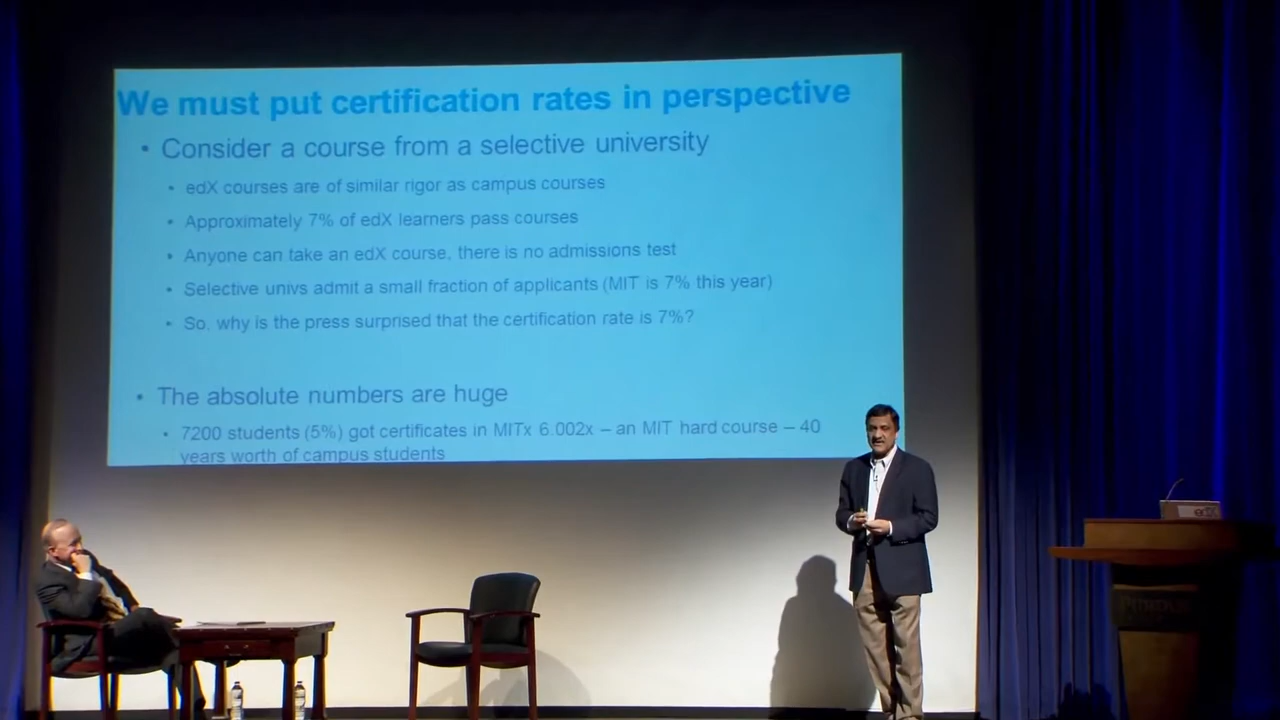 We must put certification rates in perspective
• Consider a course from a selective university
• edX courses are of similar rigor as campus courses
• Approximately 7% of edX learners pass courses
• Anyone can take an edX course, there is no admissions test
• Selective univs admit a small fraction of applicants (MIT is 7% this year)
• So, why is the press surprised that the certification rate is 7%?
• The absolute numbers are huge
• 7200 students (5%) got certificates in MITx 6.002x – an MIT hard course – 40
years worth of campus students
edX
PURDUE